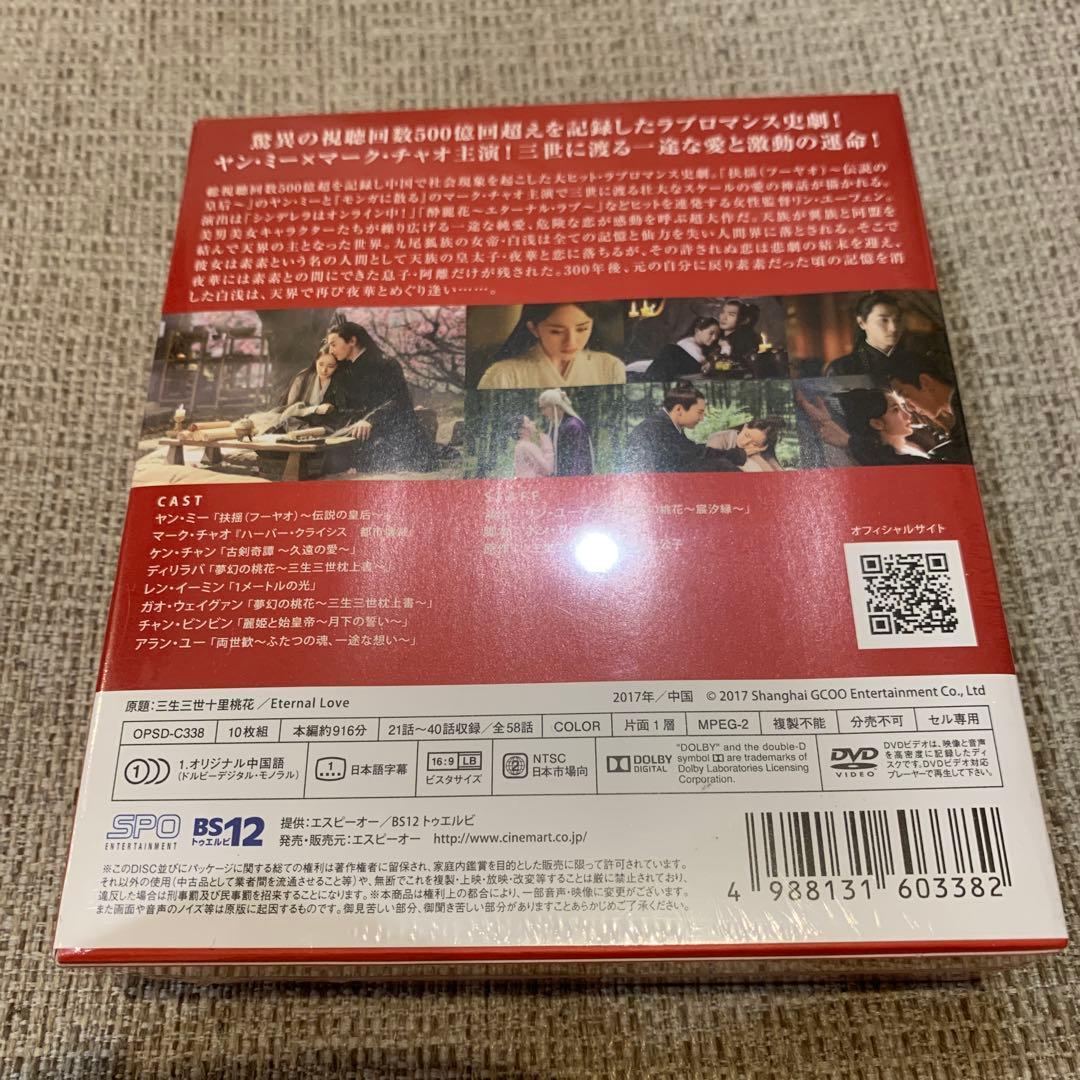 驚異の視聴回数500億回超えを記録したラブロマンス史劇!
ヤン・ミー×マーク・チャオ主演!三世に渡る一途な愛と激動の運命!
総視聴回数500億超を記録し中国で社会現象を起こした大ヒット・ラブロマンス史劇。「扶揺(フーヤオ)〜伝説の
皇后〜」のヤン・ミーと「モンガに散る」のマーク・チャオ主演で三世に渡る壮大なスケールの愛の神話が描かれる。
演出は「シンデレラはオンライン中!」「酔麗花〜エターナル・ラブ〜」などヒットを連発する女性監督リン・ユーフェン。
美男美女キャラクターたちが繰り広げる一途な純愛、危険な恋が感動を呼ぶ超大作だ。天族が翼族と同盟を
結んで天界の主となった世界。九尾狐族の女帝・白浅は全ての記憶と仙力を失い人間界に落とされる。そこで
彼女は素素という名の人間として天族の皇太子・夜華と恋に落ちるが、その許されぬ恋は悲劇の結末を迎え、
夜華には素素との間にできた息子・阿離だけが残された。300年後、元の自分に戻り素素だった頃の記憶を消
した白浅は、天界で再び夜華とめぐり逢い……。
CAST
ヤン・ミー「扶揺(フーヤオ)〜伝説の皇后〜」
マーク・チャオ『ハーバー・クライシス 都市
ケン・チャン「古剣奇譚 〜久遠の愛〜」
ディリラバ「夢幻の桃花〜三生三世枕上書〜」
レン・イーミン「1メートルの光」
ガオ・ウェイグァン「夢幻の桃花〜三生三世枕上書〜」
チャン・ビンビン「麗姫と始皇帝〜月下の誓い〜」
アラン・ユー「両世歓〜ふたつの魂、一途な想い〜」
STAFF
の桃花〜宸汐縁〜」
公子
オフィシャルサイト
原題:三生三世十里桃花/Eternal Love
2017年/中国 © 2017 Shanghai GCOO Entertainment Co., Ltd
OPSD-C338 10枚組 本編約916分 21話〜40話収録/全58話 COLOR 片面1層 MPEG-2 複製不能 分売不可 セル専用
1.オリジナル中国語
(ドルビーデジタル・モノラル)
1 日本語字幕
16:9 LB
ビスタサイズ
2 NTSC
日本市場向
DOLBY
DIGITAL
"DOLBY" and the double-D
symbol are trademarks of
Dolby Laboratories Licensing
Corporation.
DVD
VIDEO
DVDビデオは、映像と音声
を高密度に記録したディ
スクです。DVDビデオ対応
プレーヤーで再生して下さい。
SPO
ENTERTAINMENT
BS12
トゥエルビ
提供:エスピーオー/BS12 トゥエルビ
発売・販売元:エスピーオー http://www.cinemart.co.jp/
※このDISC並びにパッケージに関する総ての権利は著作権者に留保され、家庭内鑑賞を目的とした販売に限って許可されています。
それ以外の使用(中古品として業者間を流通させること等)や、無断でこれを複製・上映・放映・改変等することは厳に禁止されており、
違反した場合は刑事罰及び民事罰を招来することになります。※本商品は権利上の都合により、一部音声・映像に変更がございます。
また画面や音声のノイズ等は原版に起因するものです。御見苦しい部分、御聞き苦しい部分がありますことあらかじめご了承ください。
4 988131 603382